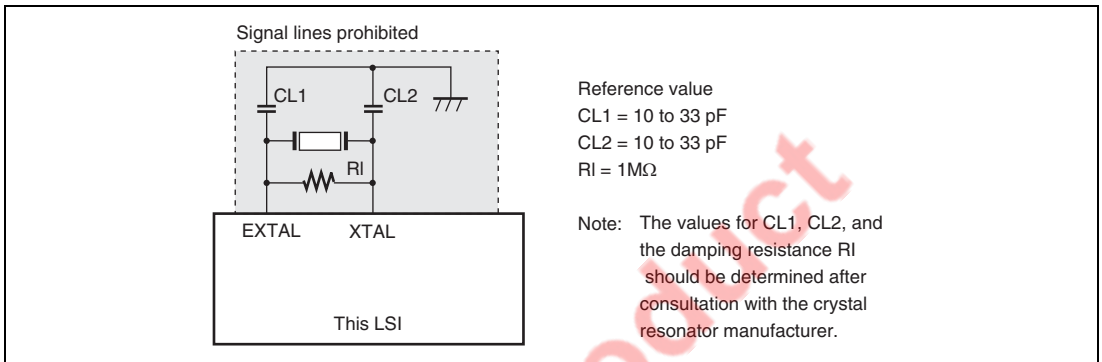 Signal lines prohibited
CL1
CL2
RI
EXTAL
XTAL
This LSI
Reference value
CL1 = 10 to 33 pF
CL2 = 10 to 33 pF
RI = 1MΩ
Note: The values for CL1, CL2, and
the damping resistance RI
should be determined after
consultation with the crystal
resonator manufacturer.
oduct